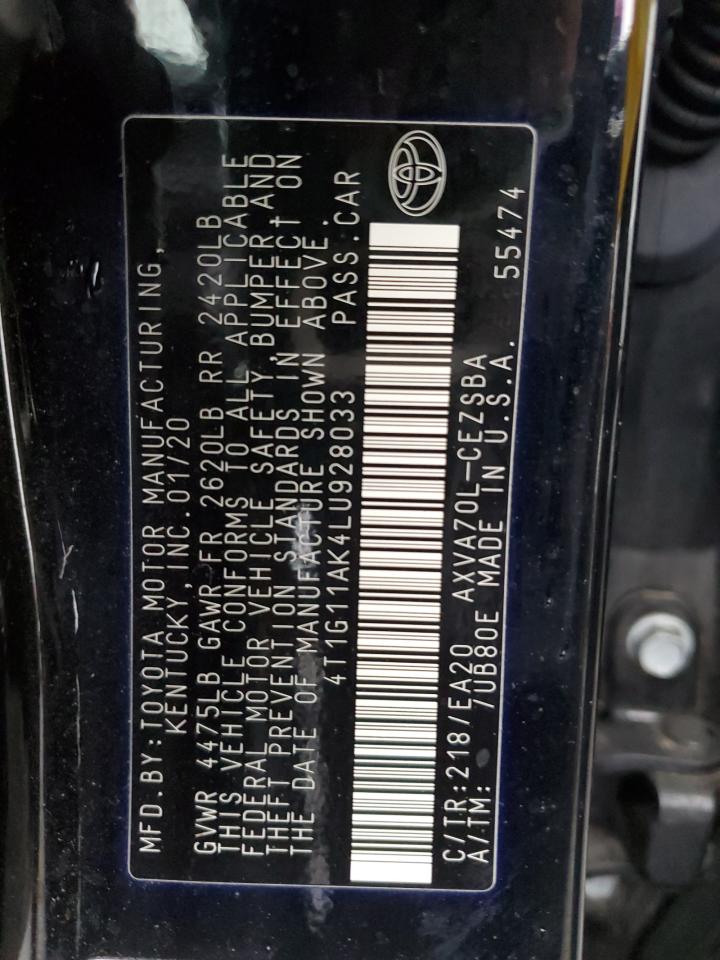 MFD.BY:TOYOTA MOTOR MANUFACTURING,
KENTUCKY,INC.01/20
GVWR 4475LB GAWR FR 2620LB RR 2420LB
THIS VEHICLE CONFORMS TO ALL APPLICABLE
FEDERAL MOTOR VEHICLE SAFETY,BUMPER AND
THEFT PREVENTION STANDARDS IN EFFECT ON
THE DATE OF MANUFACTURE SHOWN ABOVE.
4T1G11AK4LU928033 PASS.CAR
C/TR:218/EA20 AXVA70L-CEZSBA
A/TM: /UB80E MADE IN U.S.A. 55474